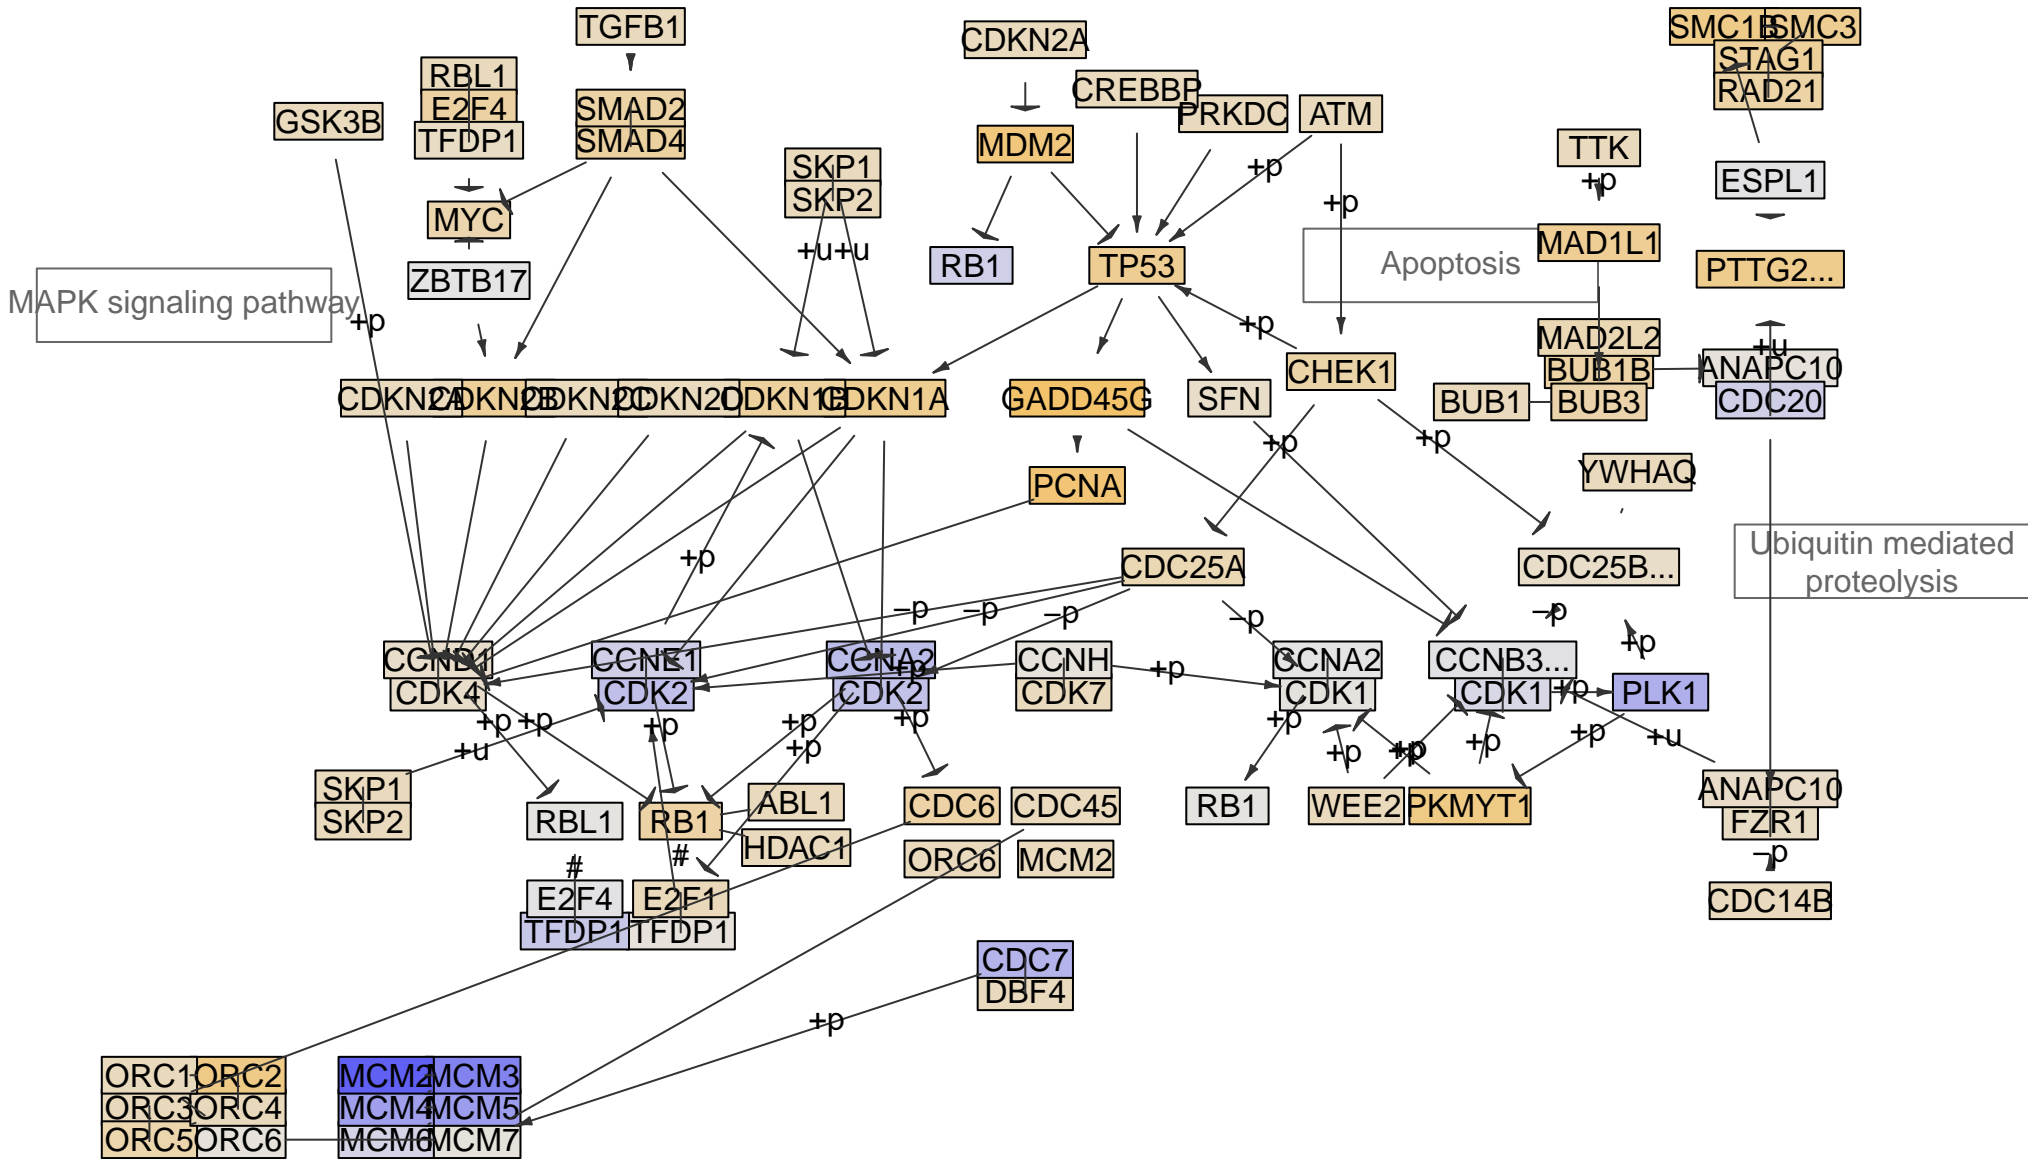 TGFB1
CDKN2A
SMC1B
SMC3
STAG1
RAD21
RBL1
E2F4
TFDP1
GSK3B
SMAD2
SMAD4
CREBBP
PRKDC
ATM
MDM2
TTK
+p
+p
+p
SKP1
SKP2
ESPL1
MYC
MAD1L1
+u+u
RB1
TP53
Apoptosis
PTTG2...
ZBTB17
MAPK signaling pathway
+p
+p
MAD2L2
+u
BUB1B
ANAPC10
CHEK1
CDKN2A
CDKN2B
CDKN2C
CDKN2D
CDKN1B
CDKN1A
GADD45G
SFN
BUB1
BUB3
CDC20
+p
+p
YWHAQ
PCNA
Ubiquitin mediated
proteolysis
+p
CDC25A
CDC25B...
−p
−p
−p
−p
−p
+p
CCND1
CDK4
CCNE1
CDK2
CCNA2
CDK2
+p
CCNH
CDK7
+p
CCNA2
CDK1
CCNB3...
CDK1
+p
PLK1
+p
+p
+p
+p
+p
+p
+u
+p
+p
+p
+p
+p
+p
+u
SKP1
SKP2
RBL1
RB1
ABL1
HDAC1
CDC6
CDC45
ORC6
MCM2
RB1
WEE2
PKMYT1
ANAPC10
FZR1
−p
CDC14B
#
#
E2F4
TFDP1
E2F1
TFDP1
CDC7
DBF4
+p
ORC1
ORC2
MCM2
MCM3
ORC3
ORC4
MCM4
MCM5
ORC5
ORC6
MCM6
MCM7